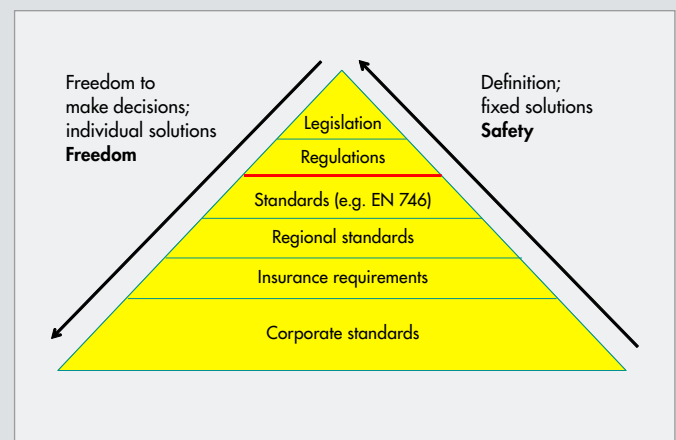 Freedom to
make decisions;
individual solutions
Freedom
Definition;
fixed solutions
Safety
Legislation
Regulations
Standards (e.g. EN 746)
Regional standards
Insurance requirements
Corporate standards